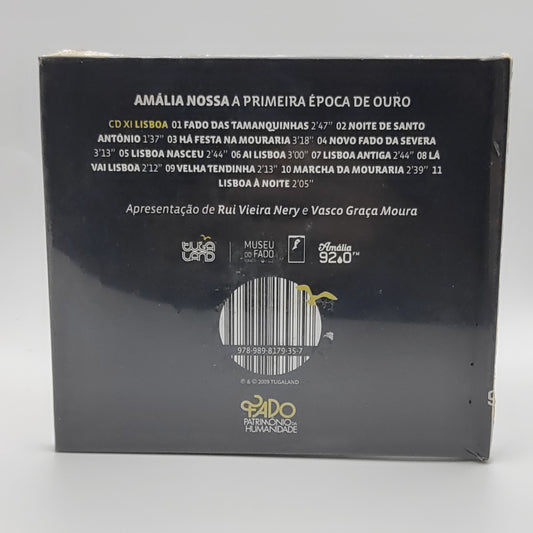 AMÁLIA NOSSA A PRIMEIRA ÉPOCA DE OURO
CD XI LISBOA 01 FADO DAS TAMANQUINHAS 2'47" 02 NOITE DE SANTO
ANTÓNIO 1'37" 03 HÁ FESTA NA MOURARIA 3'18" 04 NOVO FADO DA SEVERA
3'13" 05 LISBOA NASCEU 2'44" 06 AI LISBOA 3'00" 07 LISBOA ANTIGA 2'44" 08 LÁ
VAI LISBOA 2'12" 09 VELHA TENDINHA 2'13" 10 MARCHA DA MOURARIA 2'39" 11
LISBOA À NOITE 2'05"
Apresentação de Rui Vieira Nery e Vasco Graça Moura
TUGA
LAND
MUSEU
DO FADO
Amália
92.0 FM
978-989-8179-35-7
℗ & © 2009 TUGALAND
FADO
PATRIMÓNIO DA
HUMANIDADE